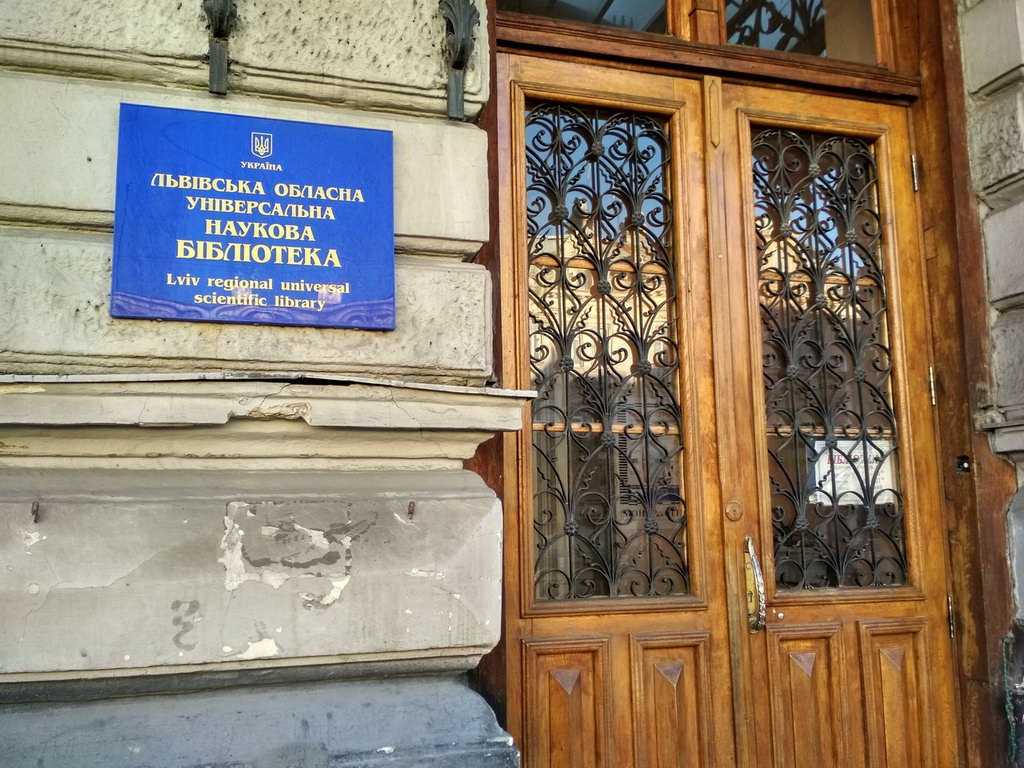 УКРАЇНА
ЛЬВІВСЬКА ОБЛАСНА
УНІВЕРСАЛЬНА
НАУКОВА
БІБЛІОТЕКА
Lviv regional universal
scientific library